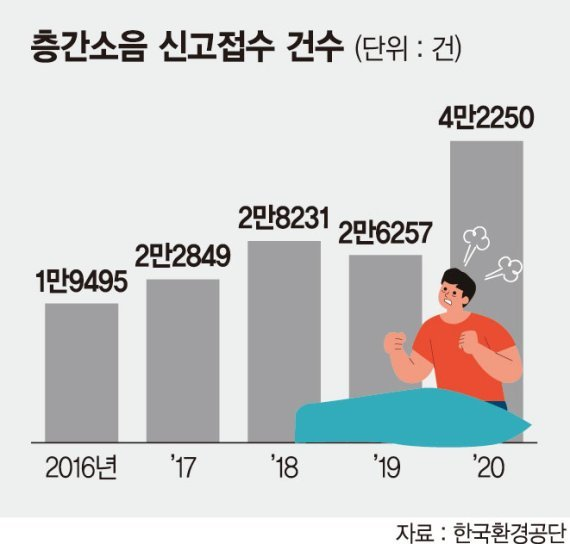 층간소음 신고접수 건수 (단위 : 건)
4만2250
2만8231
2만6257
2만2849
1만9495
2016년 ’17 ’18 ’19 ’20
자료 : 한국환경공단